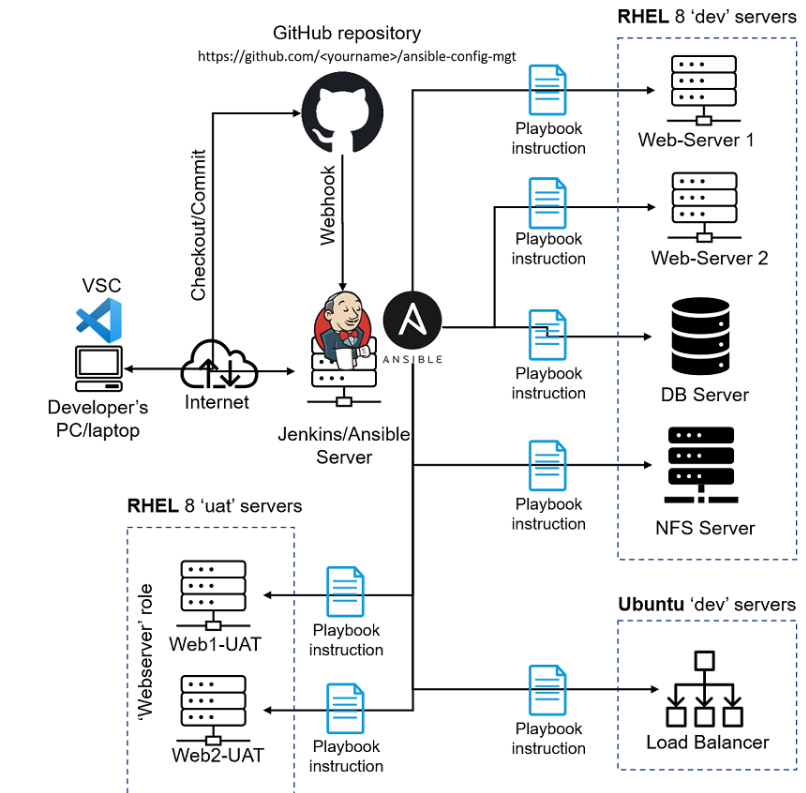 RHEL 8 ‘dev’ servers
GitHub repository
https://github.com/<yourname>/ansible-config-mgt
Playbook
instruction
Web-Server 1
Checkout/Commit
Webhook
Playbook
instruction
Web-Server 2
VSC
ANSIBLE
Playbook
instruction
DB Server
Developer’s
PC/laptop
Internet
Jenkins/Ansible
Server
Playbook
instruction
NFS Server
RHEL 8 ‘uat’ servers
‘Webserver’ role
Web1-UAT
Playbook
instruction
Ubuntu ‘dev’ servers
Web2-UAT
Playbook
instruction
Playbook
instruction
Load Balancer